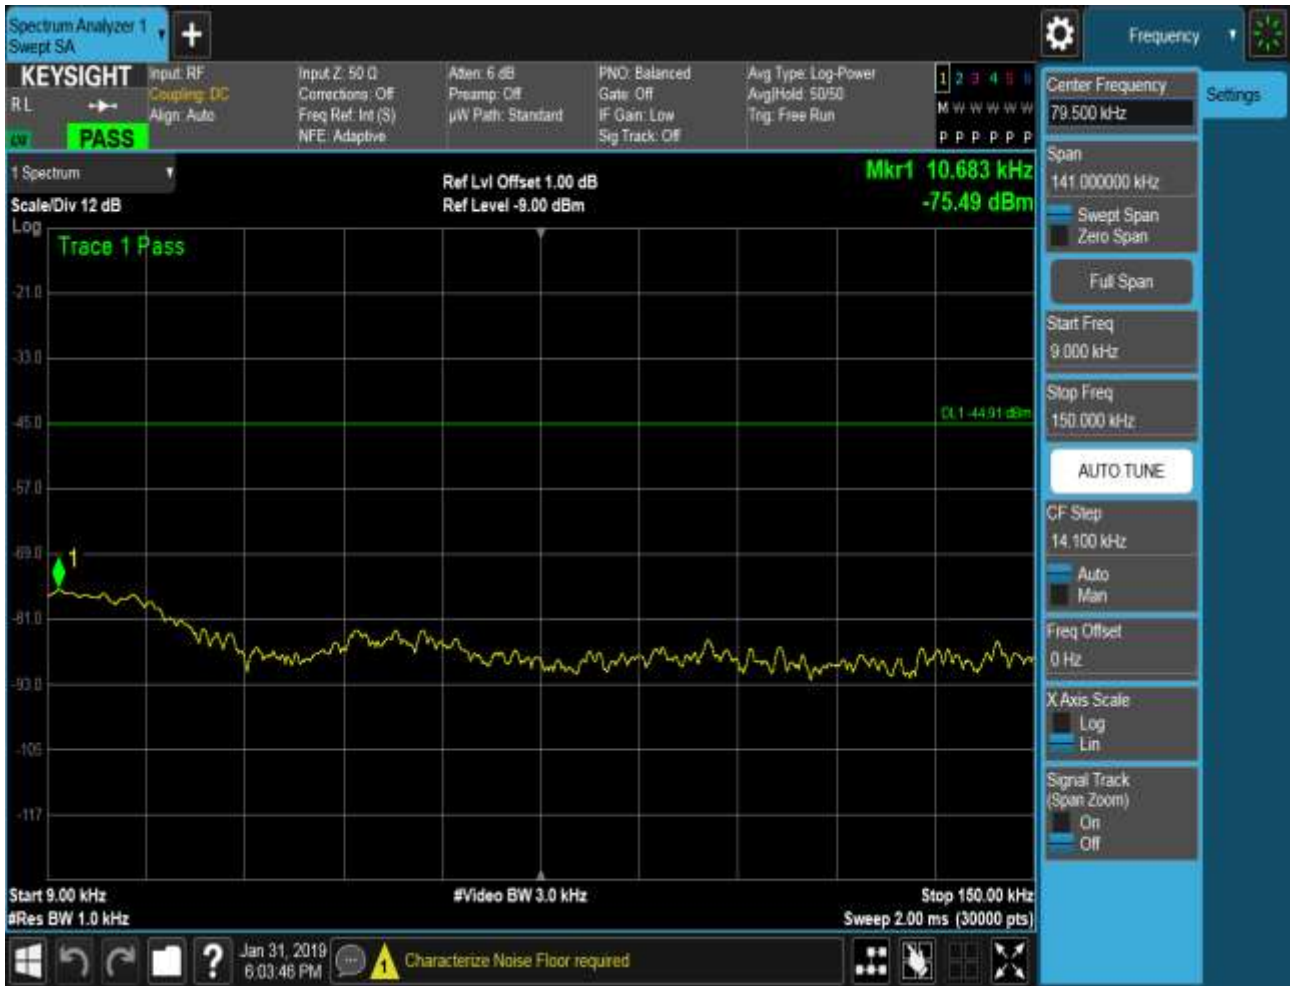 Spectrum Analyzer 1
Swept SA
Frequency
KEYSIGHT
R L
PASS
Input: RF
Coupling: DC
Align: Auto
Input Z: 50 Ω
Corrections: Off
Freq Ref: Int (S)
NFE: Adaptive
Atten: 6 dB
Preamp: Off
µW Path: Standard
PNO: Balanced
Gate: Off
IF Gain: Low
Sig Track: Off
Avg Type: Log-Power
Avg|Hold: 50/50
Trig: Free Run
1 2 3 4 5 6
M W W W W W
P P P P P P
1 Spectrum
Scale/Div 12 dB
Ref Lvl Offset 1.00 dB
Ref Level -9.00 dBm
Mkr1 10.683 kHz
-75.49 dBm
Log
Trace 1 Pass
-21.0
-33.0
-45.0
DL1 -44.91 dBm
-57.0
-69.0
1
-81.0
-93.0
-105
-117
Start 9.00 kHz
#Video BW 3.0 kHz
Stop 150.00 kHz
#Res BW 1.0 kHz
Sweep 2.00 ms (30000 pts)
Center Frequency
79.500 kHz
Settings
Span
141.000000 kHz
Swept Span
Zero Span
Full Span
Start Freq
9.000 kHz
Stop Freq
150.000 kHz
AUTO TUNE
CF Step
14.100 kHz
Auto
Man
Freq Offset
0 Hz
X Axis Scale
Log
Lin
Signal Track
(Span Zoom)
On
Off
?
Jan 31, 2019
6:03:46 PM
1
Characterize Noise Floor required